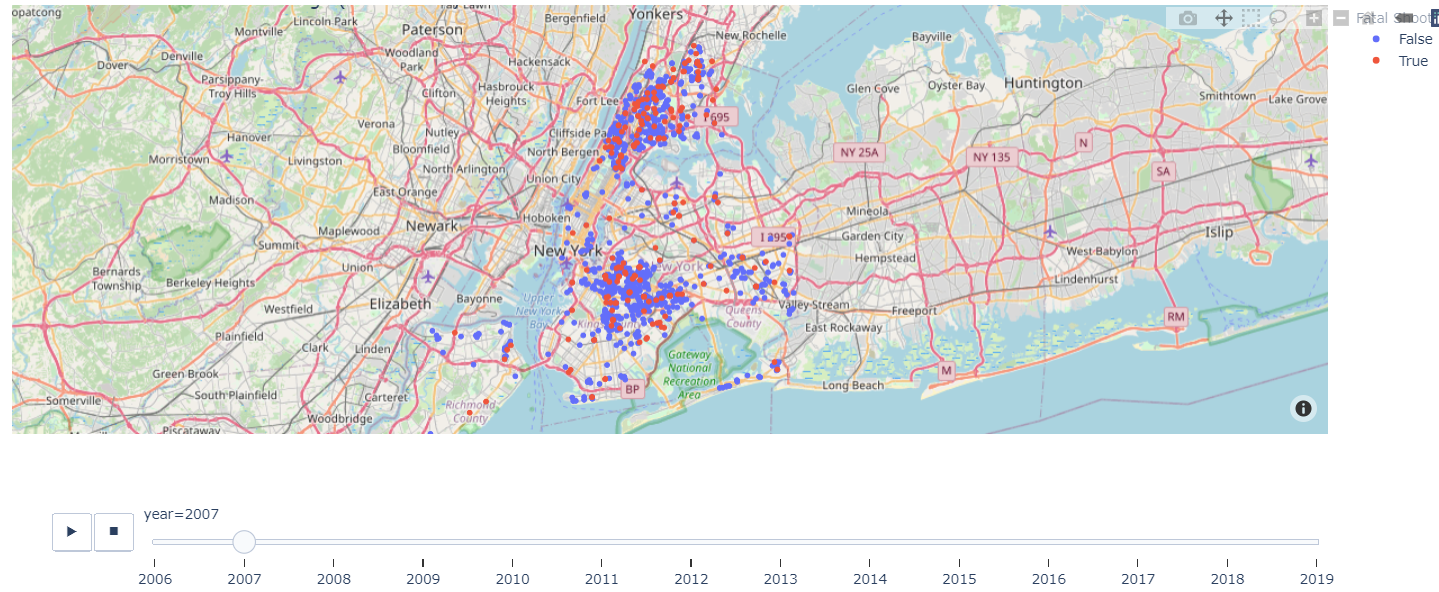 opatcong
Lincoln Park
Bergenfield
Yonkers
New Rochelle
Bayville
Fatal Shooti
False
True
Montville
Paterson
Denville
Dover
Woodland
Park
Hackensack
Huntington
Parsippany-
Troy Hills
Clifton
Hasbrouck
Heights
Fort Lee
Glen Cove
Oyster Bay
Smithtown
Lake Grove
I 695
Verona
Hanover
Nutley
Cliffside Pa
N
Bloomfield
North Bergen
NY 25A
NY 135
Morristown
Livingston
North Arlington
SA
Union City
East Orange
Madison
Hoboken
Mineola
Maplewood
Newark
Islip
Summit
New York
I 295
Garden City
West Babylon
Hempstead
Union
New York
Bernards
Township
Berkeley Heights
Lindenhurst
Elizabeth
Bayonne
Upper
New York
Bay
Westfield
Valley Stream
Freeport
Queens
County
Kings County
East Rockaway
RM
Plainfield
Clark
Linden
Gateway
National
Recreation
Area
Green Brook
M
South Plainfield
Carteret
BP
Long Beach
Somerville
Richmond
County
Woodbridge
Piscataway
year=2007
2006 2007 2008 2009 2010 2011 2012 2013 2014 2015 2016 2017 2018 2019